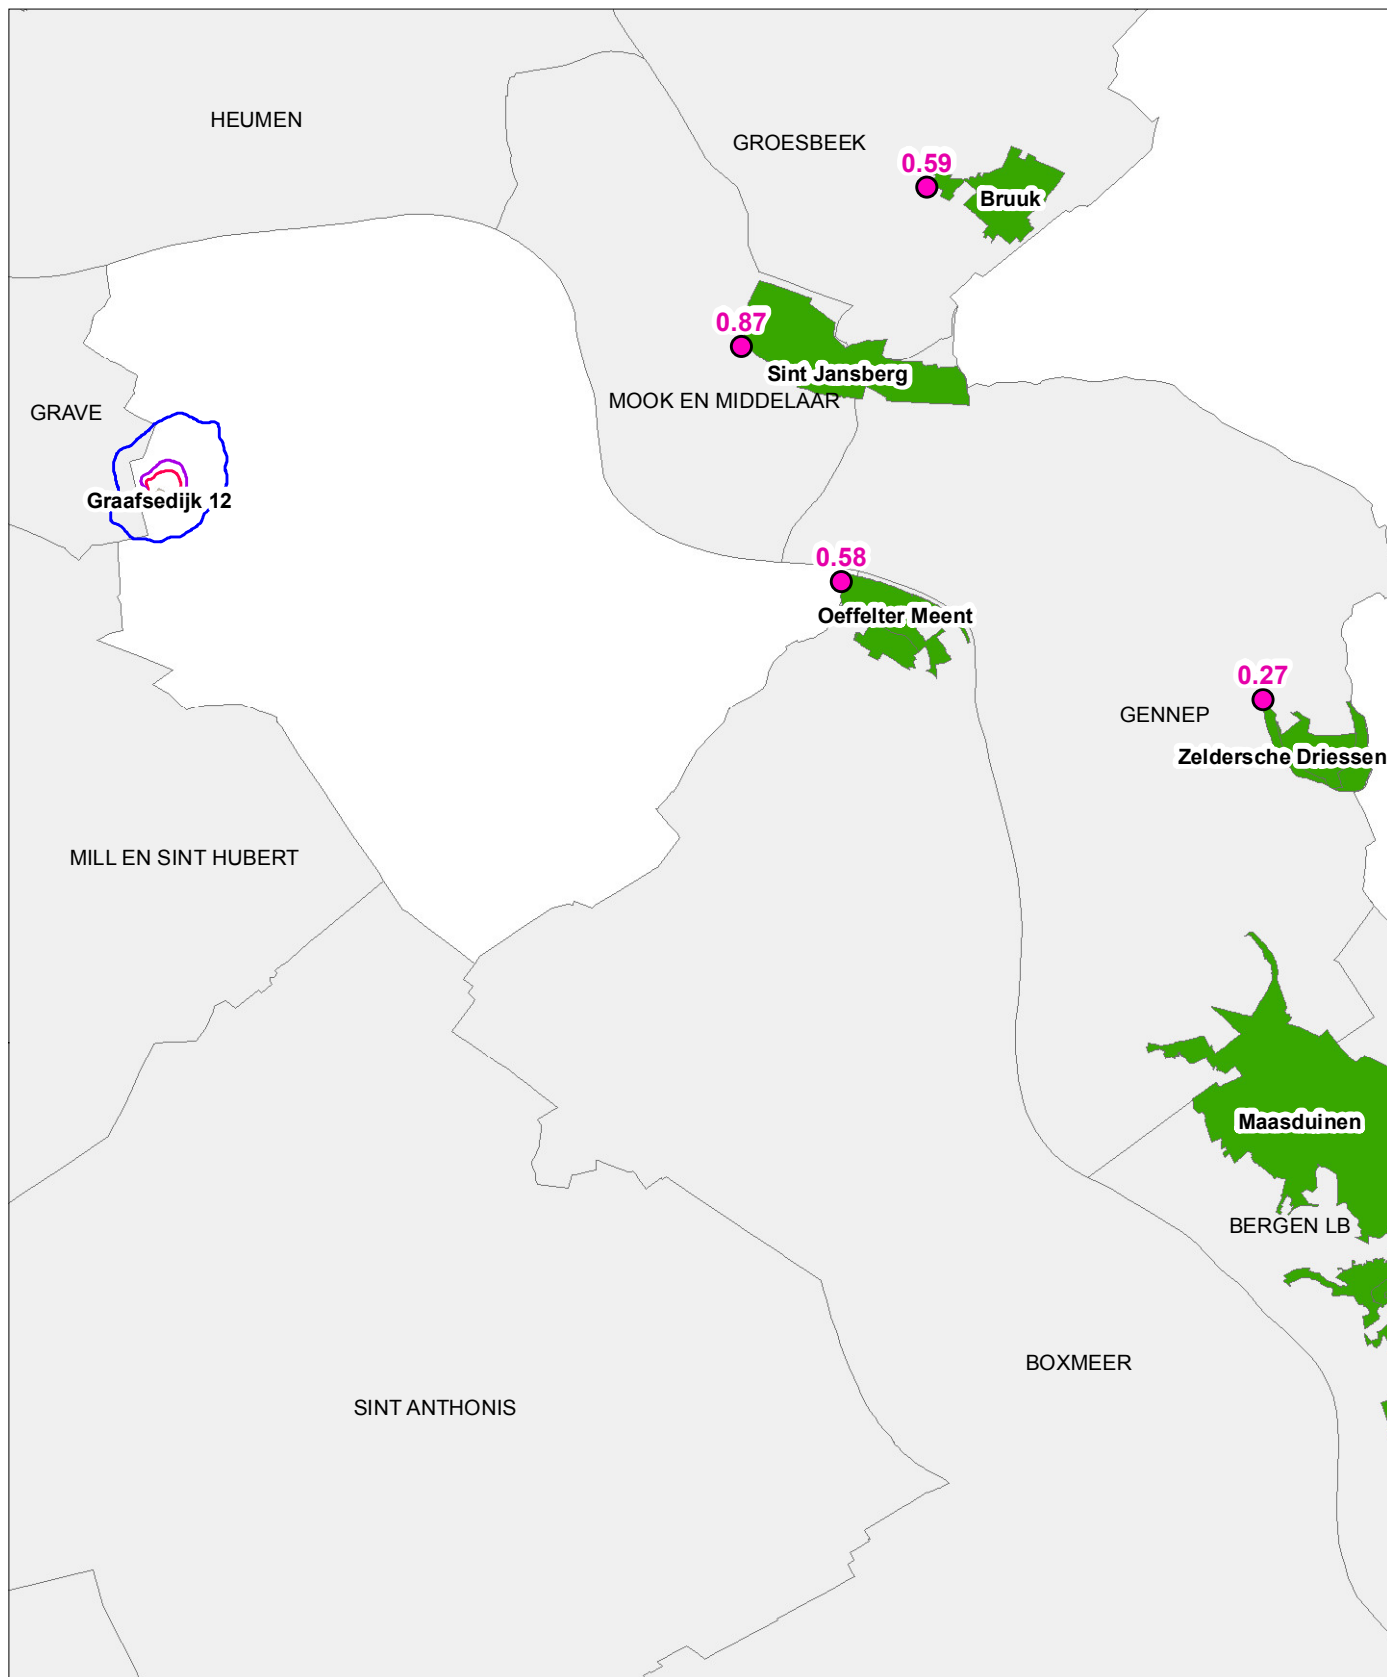 HEUMEN
GROESBEEK
0.59
Bruuk
0.87
Sint Jansberg
MOOK EN MIDDELAAR
GRAVE
Graafsedijk 12
0.58
Oeffelter Meent
0.27
GENNEP
Zeldersche Driessen
MILL EN SINT HUBERT
Maasduinen
BERGEN LB
BOXMEER
SINT ANTHONIS